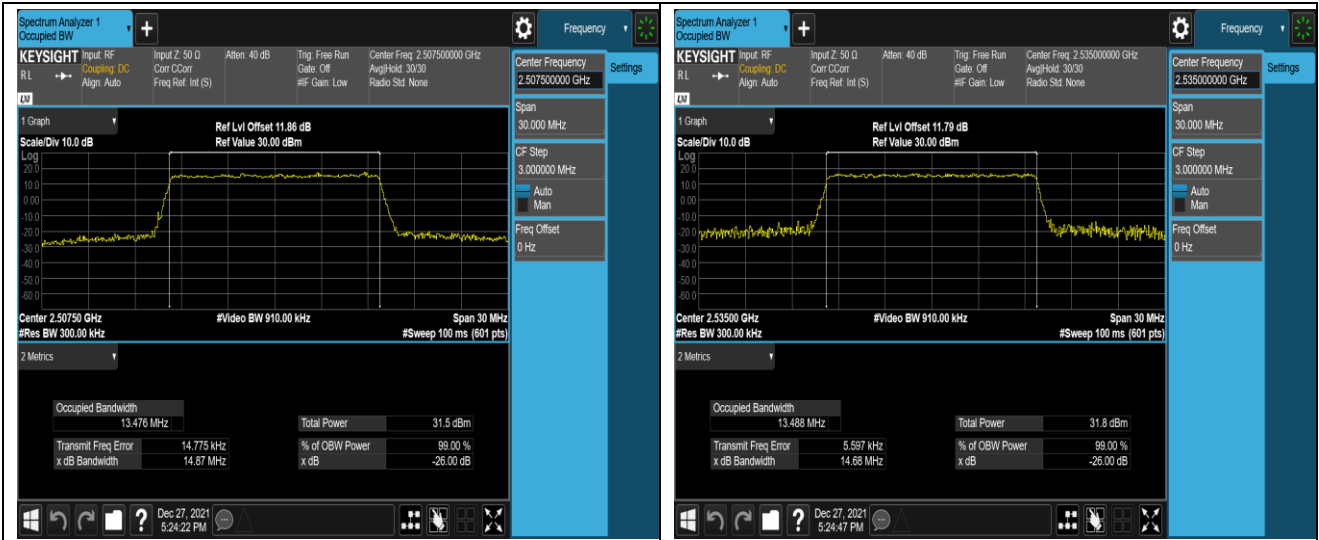 Spectrum Analyzer 1
Occupied BW
Frequency
KEYSIGHT
Input: RF
Coupling: DC
Align: Auto
Input Z: 50 Ω
Corr CCorr
Freq Ref: Int (S)
Atten: 40 dB
Trig: Free Run
Gate: Off
#IF Gain: Low
Center Freq: 2.507500000 GHz
Avg|Hold: 30/30
Radio Std: None
RL
LXI
Center Frequency
2.507500000 GHz
Settings
Span
30.000 MHz
CF Step
3.000000 MHz
Auto
Man
Freq Offset
0 Hz
1 Graph
Scale/Div 10.0 dB
Ref Lvl Offset 11.86 dB
Ref Value 30.00 dBm
Log
20.0
10.0
0.00
-10.0
-20.0
-30.0
-40.0
-50.0
-60.0
Center 2.50750 GHz
#Video BW 910.00 kHz
Span 30 MHz
#Res BW 300.00 kHz
#Sweep 100 ms (601 pts)
2 Metrics
Occupied Bandwidth
13.476 MHz
Total Power 31.5 dBm
Transmit Freq Error 14.775 kHz
% of OBW Power 99.00 %
x dB Bandwidth 14.87 MHz
x dB -26.00 dB
?
Dec 27, 2021
5:24:22 PM
Spectrum Analyzer 1
Occupied BW
Frequency
KEYSIGHT
Input: RF
Coupling: DC
Align: Auto
Input Z: 50 Ω
Corr CCorr
Freq Ref: Int (S)
Atten: 40 dB
Trig: Free Run
Gate: Off
#IF Gain: Low
Center Freq: 2.535000000 GHz
Avg|Hold: 30/30
Radio Std: None
RL
LXI
Center Frequency
2.535000000 GHz
Settings
Span
30.000 MHz
CF Step
3.000000 MHz
Auto
Man
Freq Offset
0 Hz
1 Graph
Scale/Div 10.0 dB
Ref Lvl Offset 11.79 dB
Ref Value 30.00 dBm
Log
20.0
10.0
0.00
-10.0
-20.0
-30.0
-40.0
-50.0
-60.0
Center 2.53500 GHz
#Video BW 910.00 kHz
Span 30 MHz
#Res BW 300.00 kHz
#Sweep 100 ms (601 pts)
2 Metrics
Occupied Bandwidth
13.488 MHz
Total Power 31.8 dBm
Transmit Freq Error 5.597 kHz
% of OBW Power 99.00 %
x dB Bandwidth 14.68 MHz
x dB -26.00 dB
?
Dec 27, 2021
5:24:47 PM